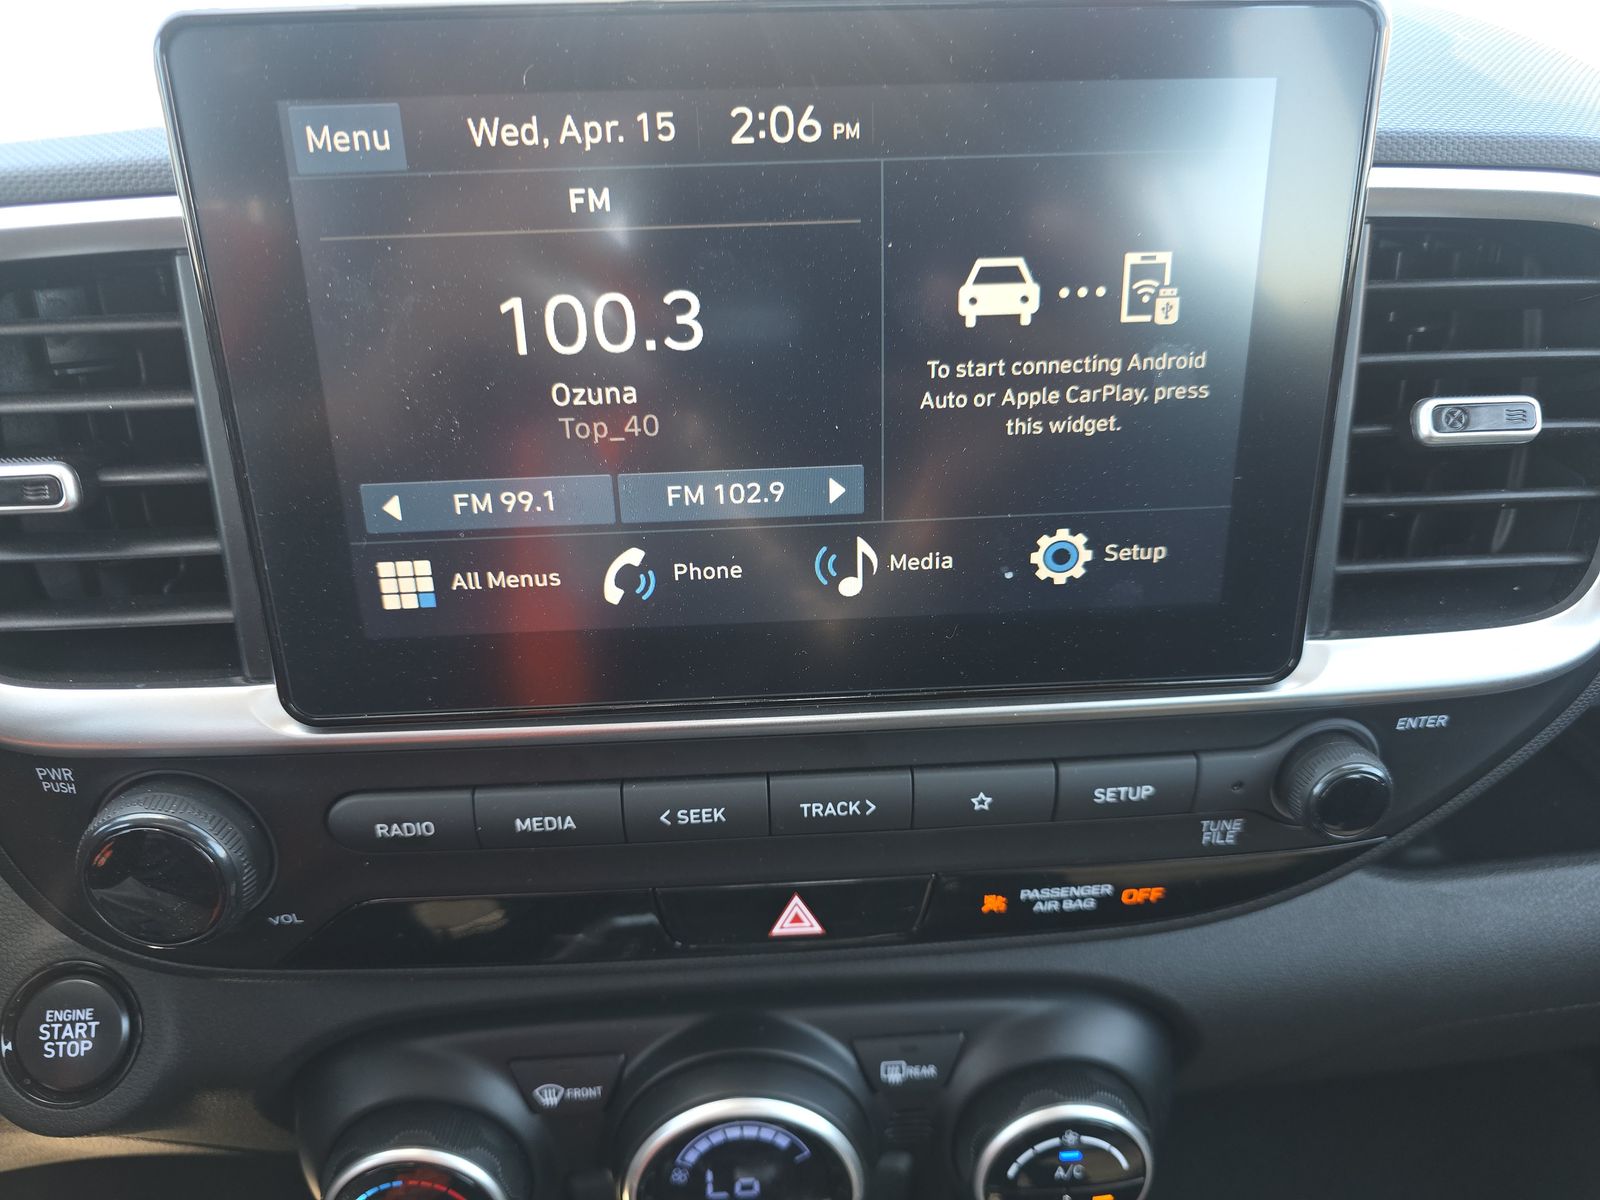 Menu Wed, Apr. 15 2:06 PM
FM
100.3
Ozuna
Top_40
FM 99.1 FM 102.9
To start connecting Android
Auto or Apple CarPlay, press
this widget.
All Menus Phone Media Setup
PWR
PUSH
VOL
RADIO MEDIA < SEEK TRACK > SETUP
ENTER
TUNE
FILE
PASSENGER
AIR BAG OFF
ENGINE
START
STOP
FRONT
REAR
Lo
A/C